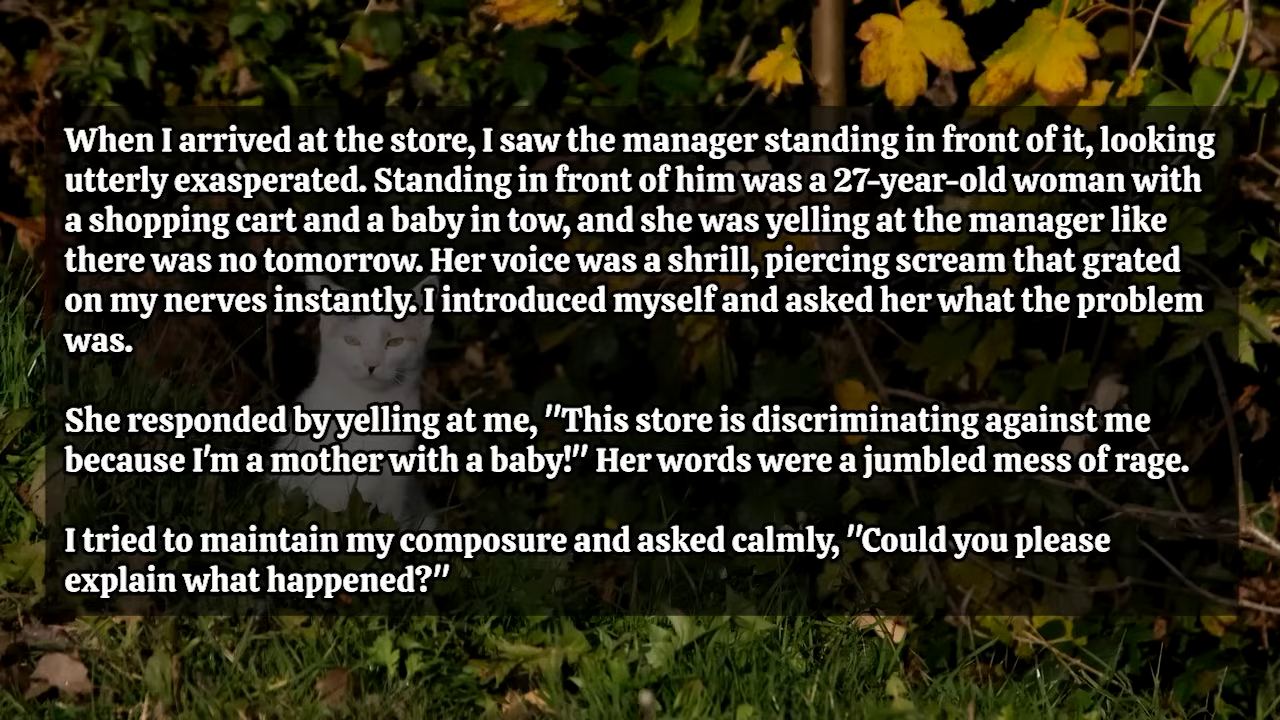 When I arrived at the store, I saw the manager standing in front of it, looking
utterly exasperated. Standing in front of him was a 27-year-old woman with
a shopping cart and a baby in tow, and she was yelling at the manager like
there was no tomorrow. Her voice was a shrill, piercing scream that grated
on my nerves instantly. I introduced myself and asked her what the problem
was.
She responded by yelling at me, "This store is discriminating against me
because I'm a mother with a baby!" Her words were a jumbled mess of rage.
I tried to maintain my composure and asked calmly, "Could you please
explain what happened?"